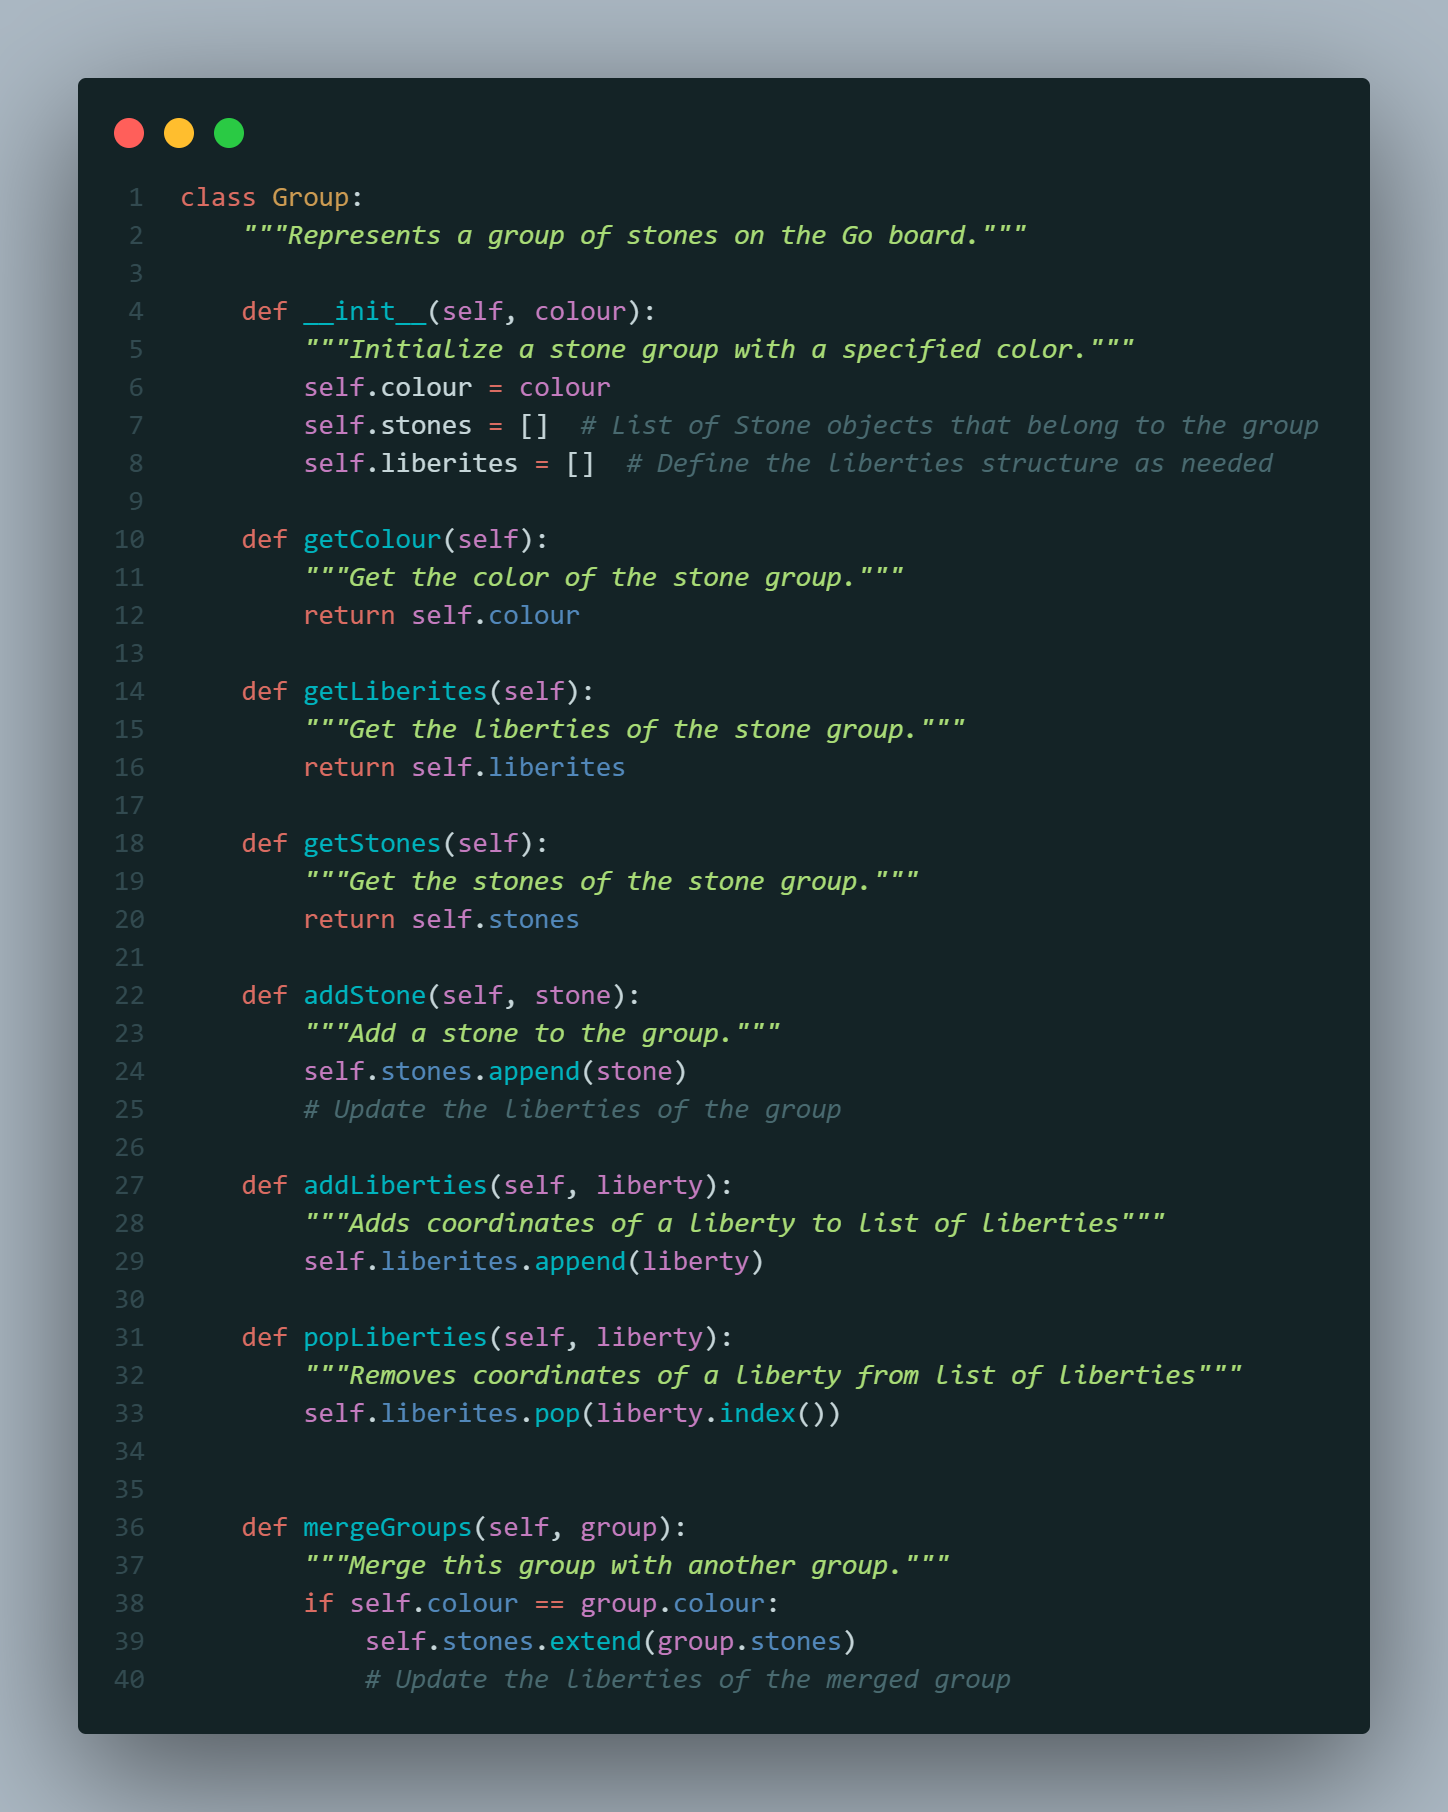 1 class Group:
2     """Represents a group of stones on the Go board."""
3
4     def __init__(self, colour):
5         """Initialize a stone group with a specified color."""
6         self.colour = colour
7         self.stones = []  # List of Stone objects that belong to the group
8         self.liberites = []  # Define the liberties structure as needed
9
10     def getColour(self):
11         """Get the color of the stone group."""
12         return self.colour
13
14     def getLiberites(self):
15         """Get the liberties of the stone group."""
16         return self.liberites
17
18     def getStones(self):
19         """Get the stones of the stone group."""
20         return self.stones
21
22     def addStone(self, stone):
23         """Add a stone to the group."""
24         self.stones.append(stone)
25         # Update the liberties of the group
26
27     def addLiberties(self, liberty):
28         """Adds coordinates of a liberty to list of liberties"""
29         self.liberites.append(liberty)
30
31     def popLiberties(self, liberty):
32         """Removes coordinates of a liberty from list of liberties"""
33         self.liberites.pop(liberty.index())
34
35
36     def mergeGroups(self, group):
37         """Merge this group with another group."""
38         if self.colour == group.colour:
39             self.stones.extend(group.stones)
40             # Update the liberties of the merged group